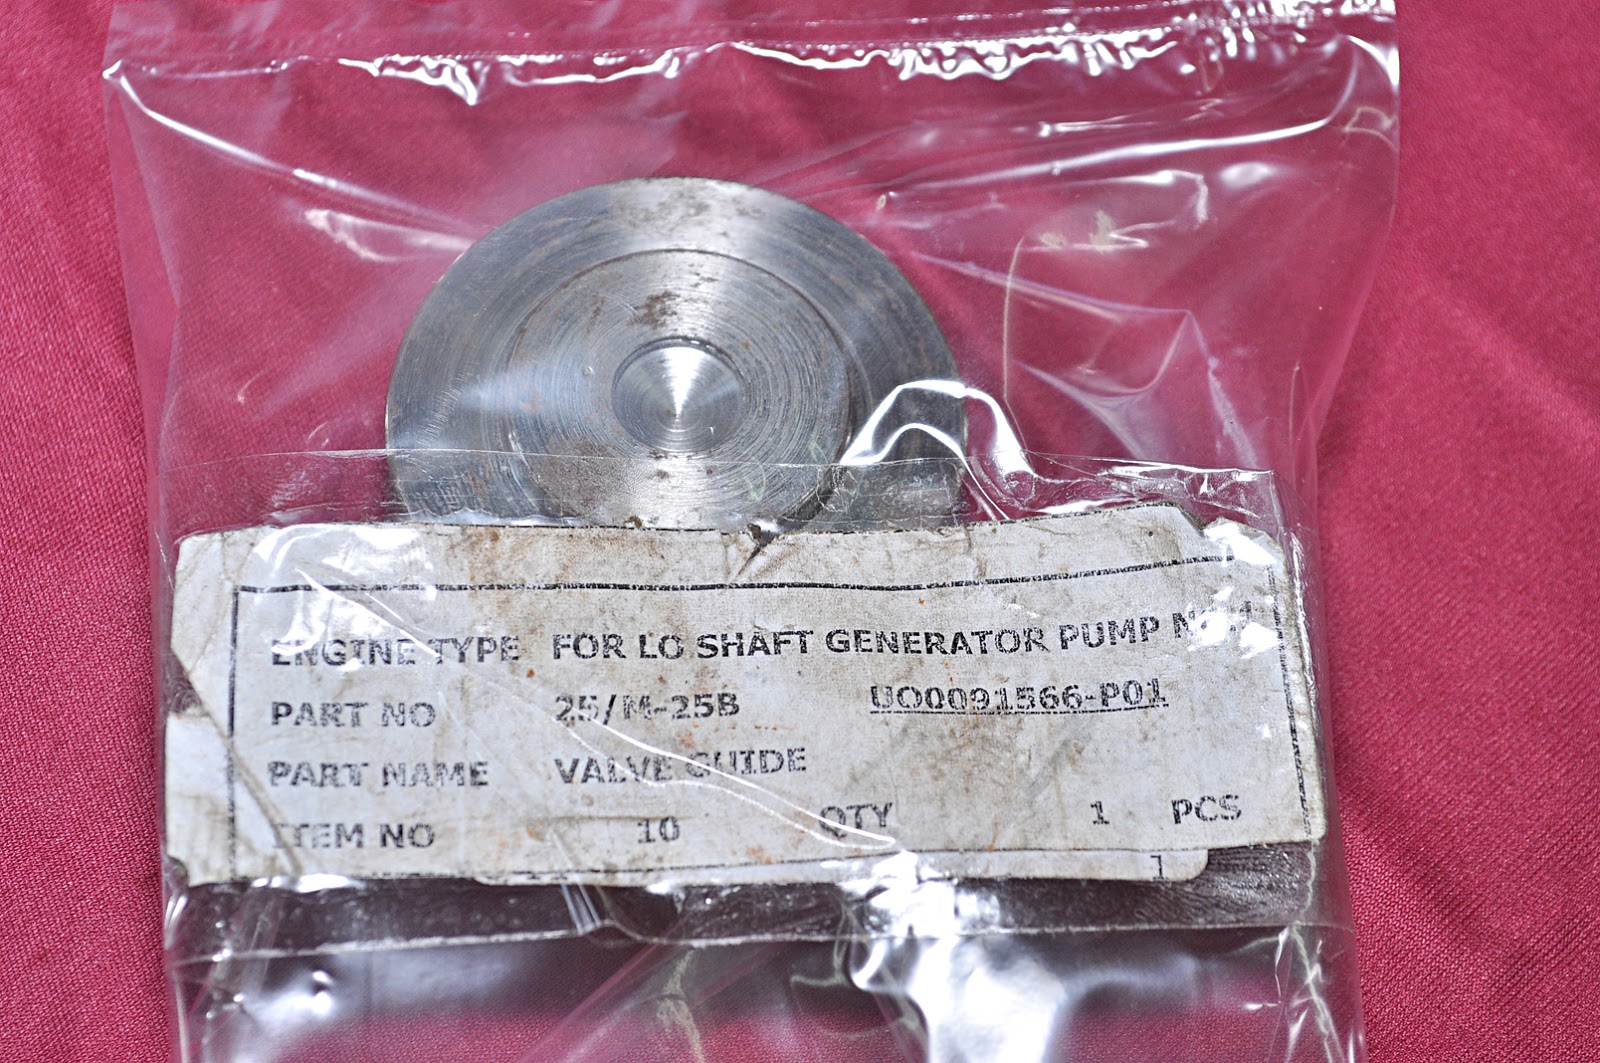 ENGINE TYPE FOR LO SHAFT GENERATOR PUMP
PART NO 25/M-25B UO0091566-P01
PART NAME VALVE GUIDE
ITEM NO 10 QTY 1 PCS